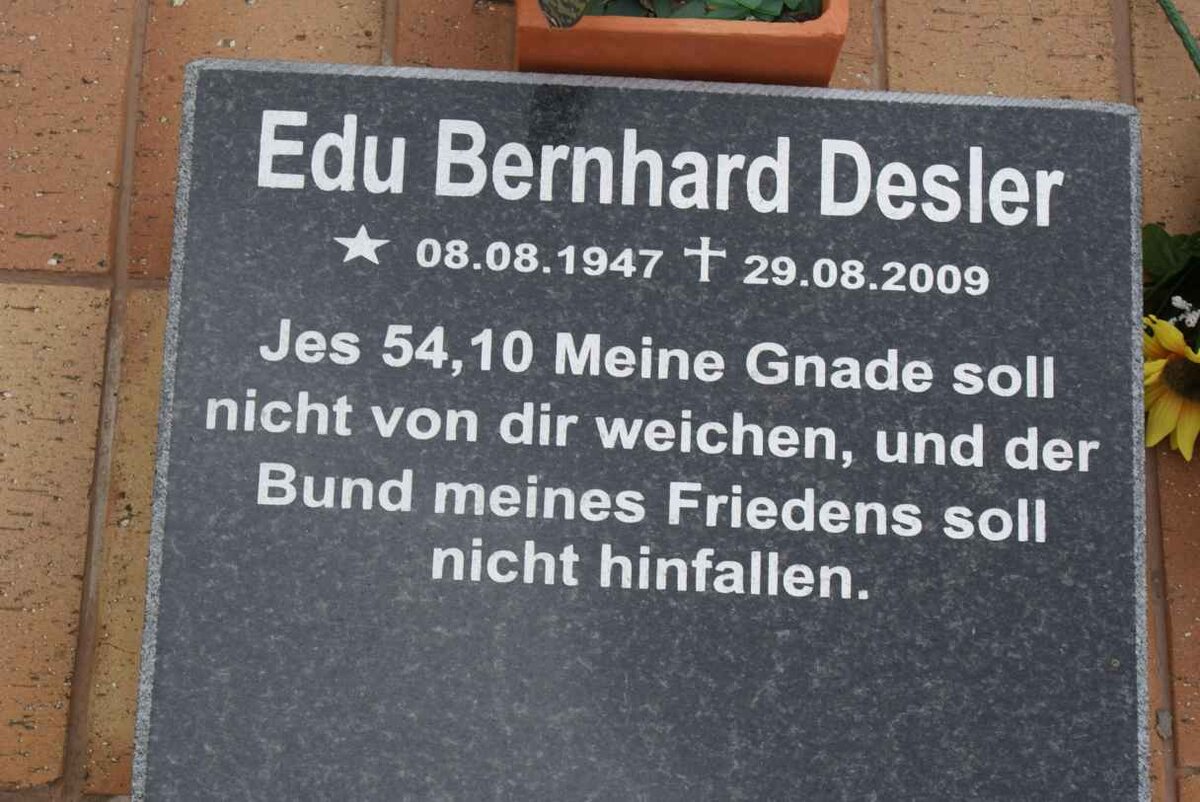 Edu Bernhard Desler
★ 08.08.1947 ✝ 29.08.2009
Jes 54,10 Meine Gnade soll
nicht von dir weichen, und der
Bund meines Friedens soll
nicht hinfallen.